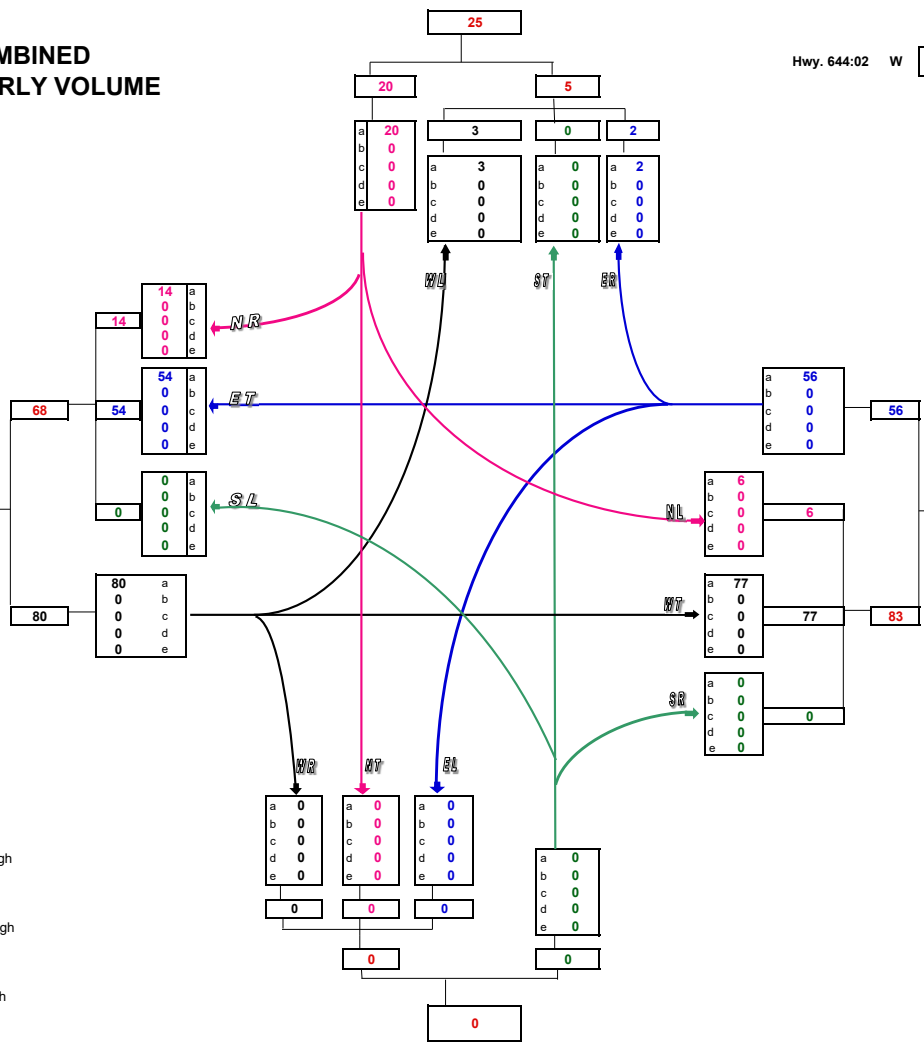 25
MBINED
RLY VOLUME
Hwy. 644:02 W
20
5
3
0
2
a 20
b 0
c 0
d 0
e 0
a 3
b 0
c 0
d 0
e 0
a 0
b 0
c 0
d 0
e 0
a 2
b 0
c 0
d 0
e 0
WL
ST
ER
14
14 a
0 b
0 c
0 d
0 e
NR
68
54
54 a
0 b
0 c
0 d
0 e
ET
a 56
b 0
c 0
d 0
e 0
56
0
0 a
0 b
0 c
0 d
0 e
SL
NL
a 6
b 0
c 0
d 0
e 0
6
80
80 a
0 b
0 c
0 d
0 e
WT
a 77
b 0
c 0
d 0
e 0
77
83
SR
a 0
b 0
c 0
d 0
e 0
0
WR
NT
EL
a 0
b 0
c 0
d 0
e 0
a 0
b 0
c 0
d 0
e 0
a 0
b 0
c 0
d 0
e 0
a 0
b 0
c 0
d 0
e 0
gh
gh
h
0
0
0
0
0
0